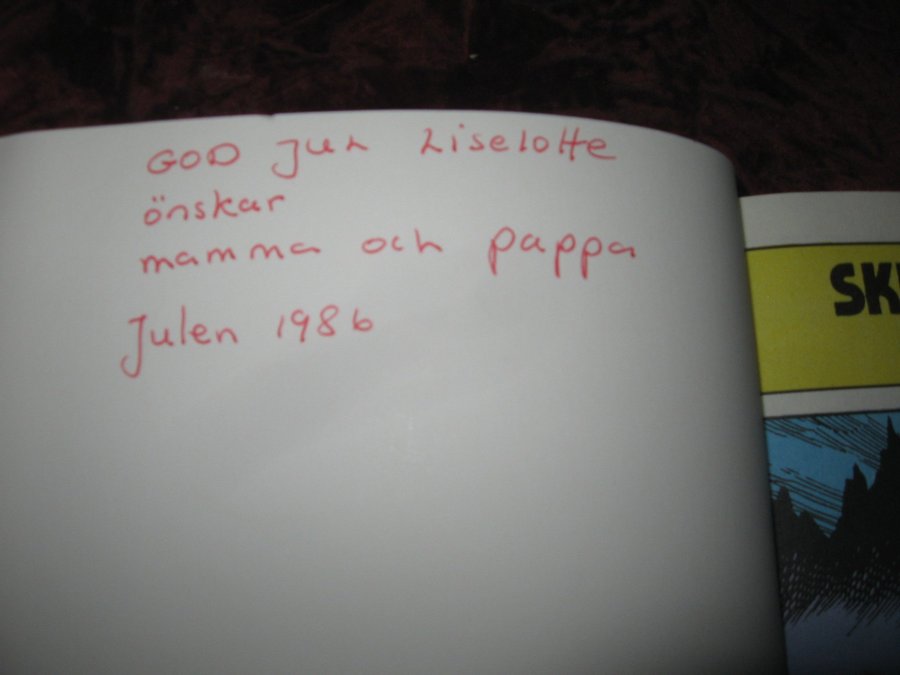 GOD JUL Liselotte
önskar
mamma och pappa
Julen 1986
SK